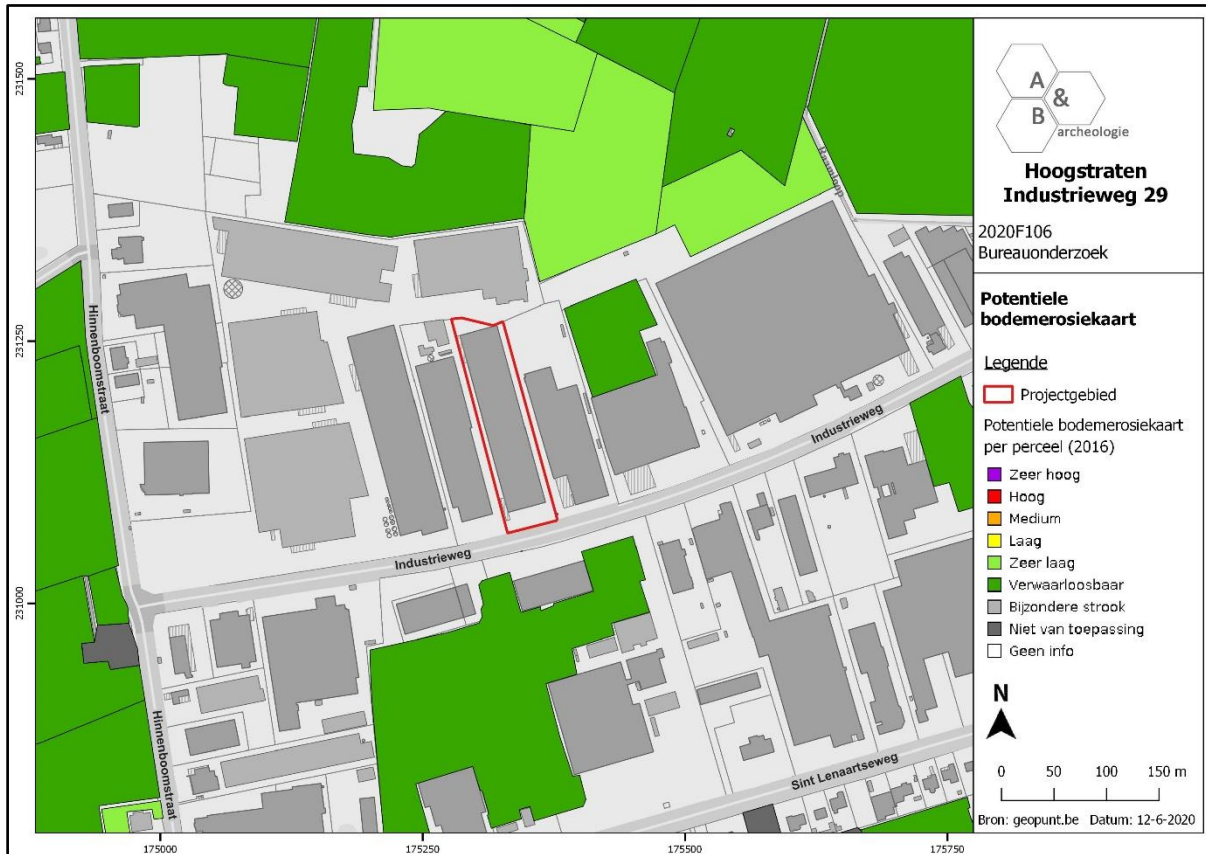 231500
231250
231000
175000
175250
175500
175750
Hinnenboomstraat
Hinnenboomstraat
Industrieweg
Industrieweg
Sint Lenaartseweg
Raamloop
A
&
B
archeologie
Hoogstraten
Industrieweg 29
2020F106
Bureauonderzoek
Potentiele
bodemerosiekaart
Legende
Projectgebied
Potentiele bodemerosiekaart
per perceel (2016)
Zeer hoog
Hoog
Medium
Laag
Zeer laag
Verwaarloosbaar
Bijzondere strook
Niet van toepassing
Geen info
N
0 50 100 150 m
Bron: geopunt.be Datum: 12-6-2020